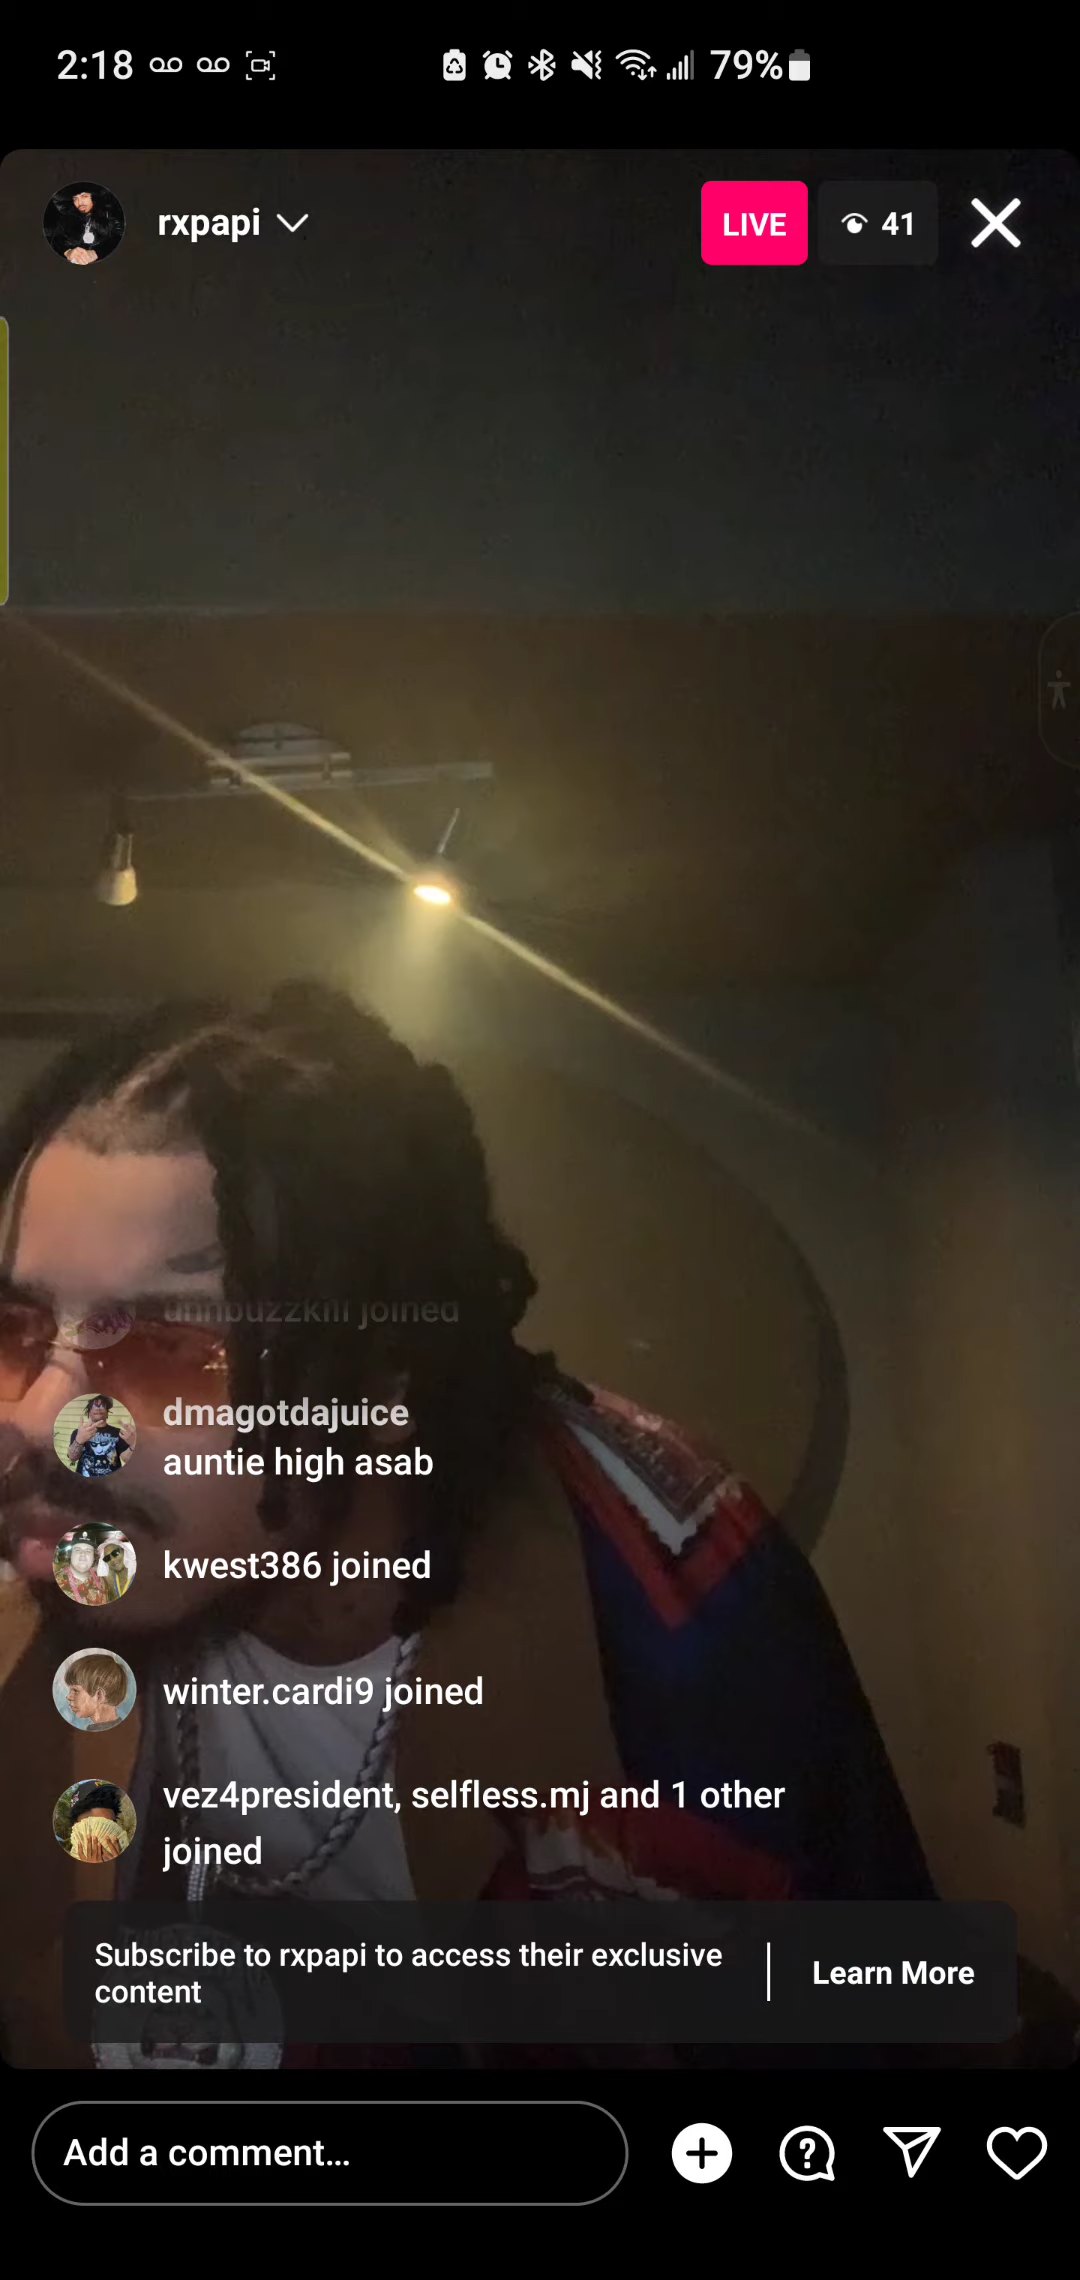 2:18
79%
rxpapi
LIVE
41
joined
dmagotdajuice
auntie high asab
kwest386 joined
winter.cardi9 joined
vez4president, selfless.mj and 1 other
joined
Subscribe to rxpapi to access their exclusive
content
Learn More
Add a comment...